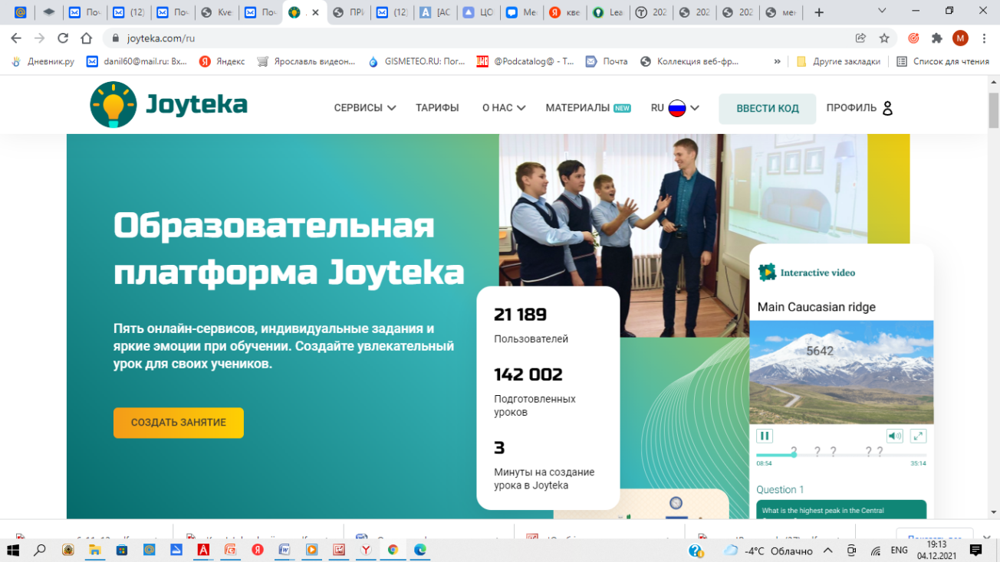 По
(12)
По
По
Kve
По
ПРІ
(12)
[AC
ЦО
Ме
кве
Lea
202
202
202
мен
joyteka.com/ru
Дневник.ру
danil60@mail.ru: Вх...
Яндекс
Ярославль видеон...
GISMETEO.RU: Пог...
@Podcatalog@ - Т...
Почта
Коллекция веб-фр...
»
Другие закладки
Список для чтения
Joyteka
СЕРВИСЫ
ТАРИФЫ
О НАС
МАТЕРИАЛЫ NEW
RU
ВВЕСТИ КОД
ПРОФИЛЬ
Образовательная
платформа Joyteka
Пять онлайн-сервисов, индивидуальные задания и
яркие эмоции при обучении. Создайте увлекательный
урок для своих учеников.
СОЗДАТЬ ЗАНЯТИЕ
21 189
Пользователей
142 002
Подготовленных
уроков
3
Минуты на создание
урока в Joyteka
Interactive video
Main Caucasian ridge
5642
? ? ? ? ?
08:54
35:14
Question 1
What is the highest peak in the Central
-4°C Облачно
ENG
19:13
04.12.2021